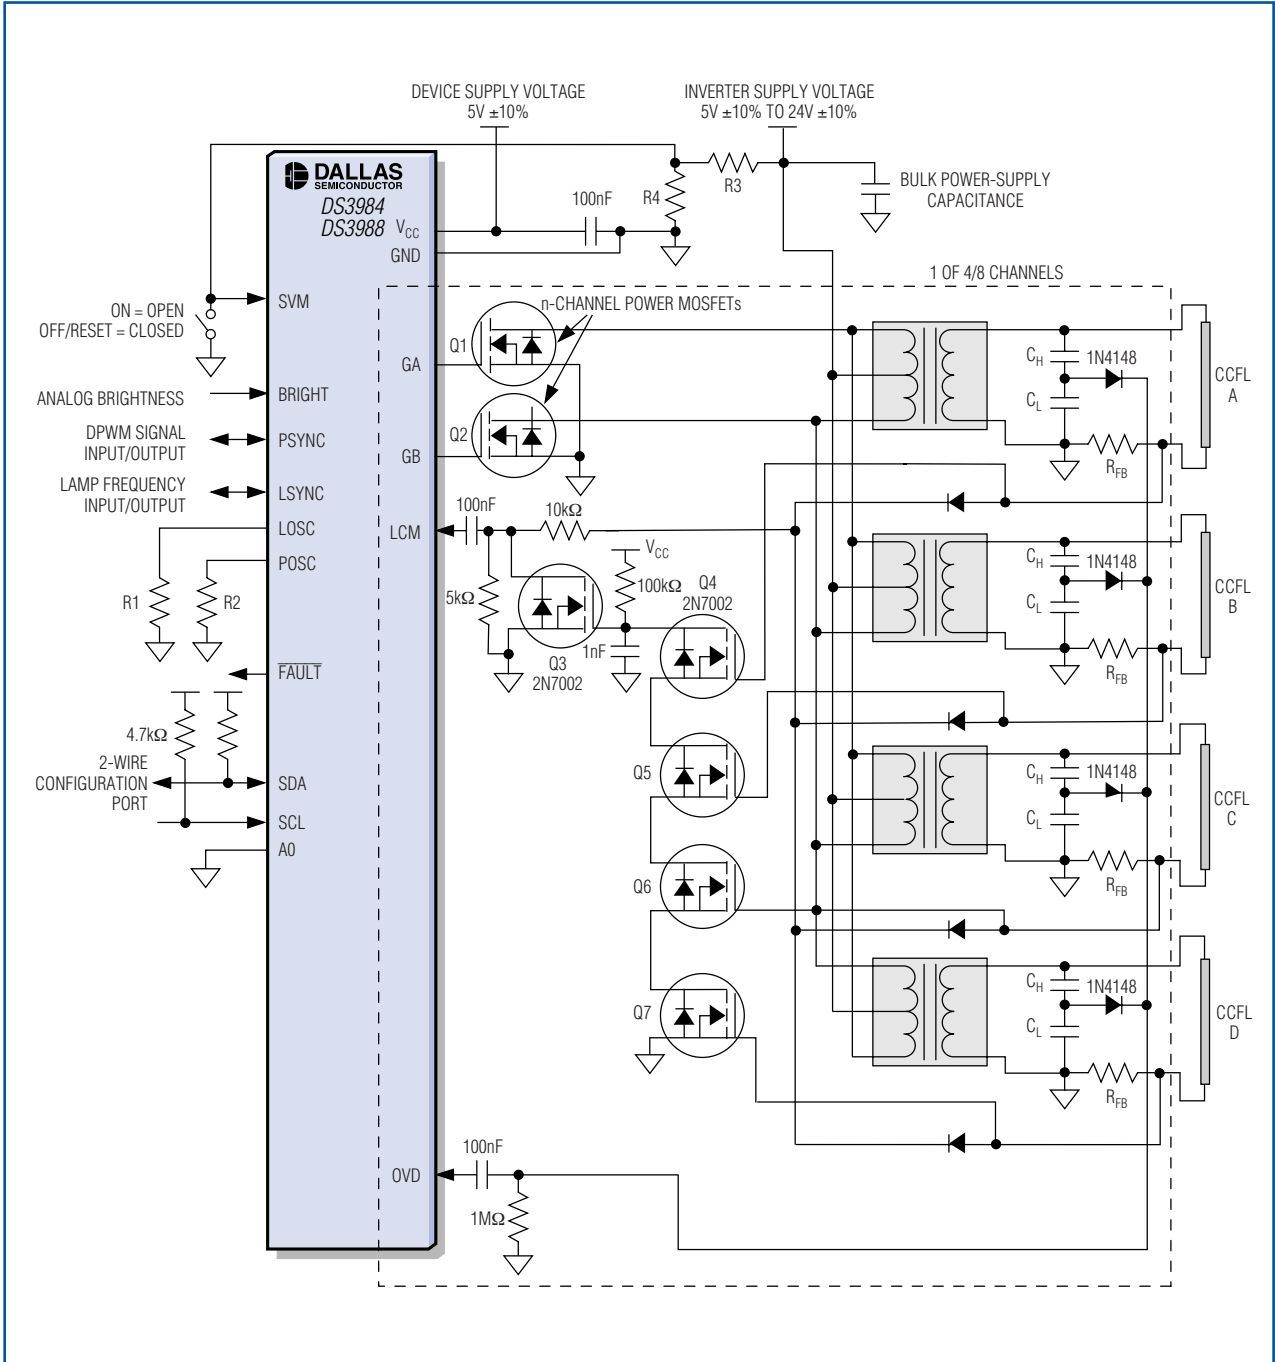 DEVICE SUPPLY VOLTAGE
5V ±10%
INVERTER SUPPLY VOLTAGE
5V ±10% TO 24V ±10%
DALLAS
SEMICONDUCTOR
DS3984
DS3988
VCC
GND
100nF
R4
R3
BULK POWER-SUPPLY
CAPACITANCE
1 OF 4/8 CHANNELS
ON = OPEN
OFF/RESET = CLOSED
SVM
n-CHANNEL POWER MOSFETs
Q1
GA
CH
1N4148
CL
RFB
CCFL
A
ANALOG BRIGHTNESS
BRIGHT
DPWM SIGNAL
INPUT/OUTPUT
PSYNC
Q2
GB
LAMP FREQUENCY
INPUT/OUTPUT
LSYNC
LOSC
POSC
R1
R2
LCM
100nF
10kΩ
5kΩ
VCC
100kΩ
Q3
2N7002
1nF
Q4
2N7002
CH
1N4148
CL
RFB
CCFL
B
FAULT
4.7kΩ
2-WIRE
CONFIGURATION
PORT
SDA
SCL
A0
Q5
CH
1N4148
CL
RFB
CCFL
C
Q6
Q7
CH
1N4148
CL
RFB
CCFL
D
OVD
100nF
1MΩ